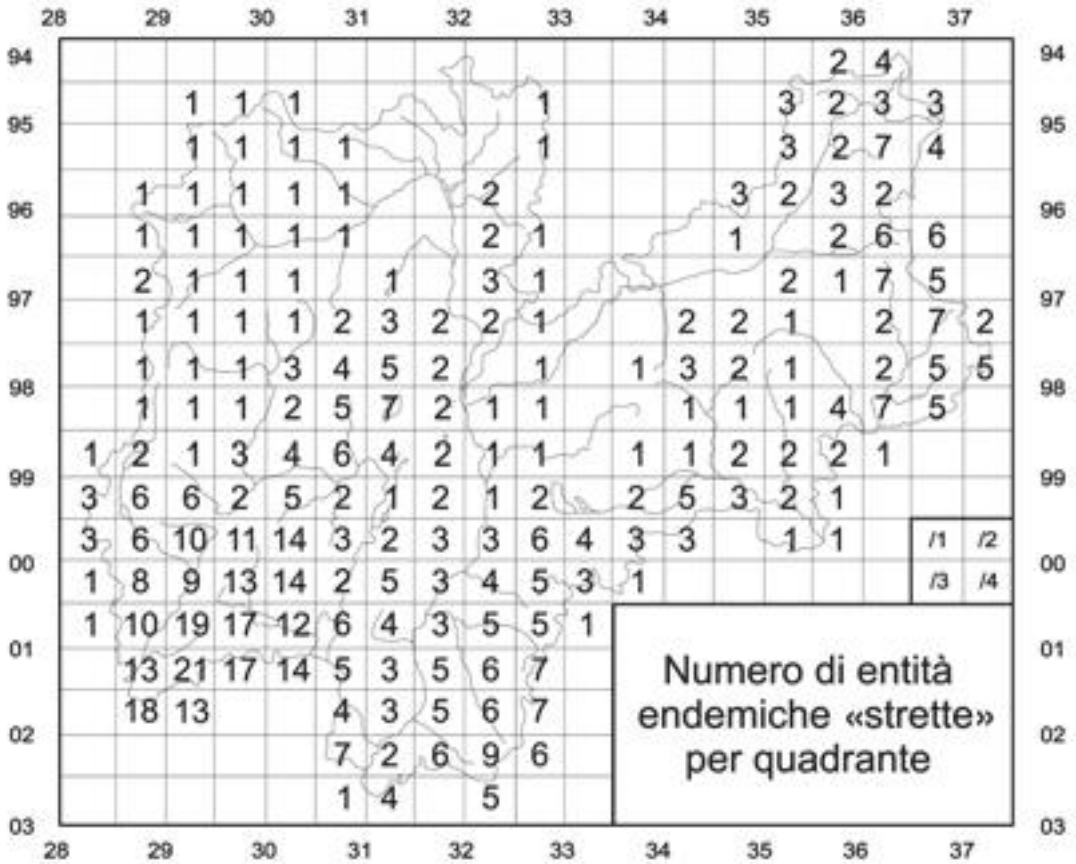 28 29 30 31 32 33 34 35 36 37
94 2 4 94
1 1 1 1 3 2 3 3
95 95
1 1 1 1 1 3 2 7 4
1 1 1 1 1 2 3 2 3 2
96 96
1 1 1 1 1 2 1 1 2 6 6
2 1 1 1 1 3 1 2 1 7 5
97 97
1 1 1 1 2 3 2 2 1 2 2 1 2 7 2
1 1 1 3 4 5 2 1 1 3 2 1 2 5 5
98 98
1 1 1 2 5 7 2 1 1 1 1 1 4 7 5
1 2 1 3 4 6 4 2 1 1 1 1 2 2 2 1
99 99
3 6 6 2 5 2 1 2 1 2 2 5 3 2 1
3 6 10 11 14 3 2 3 3 6 4 3 3 1 1 /1 /2
00 00
1 8 9 13 14 2 5 3 4 5 3 1 /3 /4
1 10 19 17 12 6 4 3 5 5 1
01 01
13 21 17 14 5 3 5 6 7
Numero di entità
18 13 4 3 5 6 7
endemiche «strette»
02 02
7 2 6 9 6
per quadrante
1 4 5
03 03
28 29 30 31 32 33 34 35 36 37